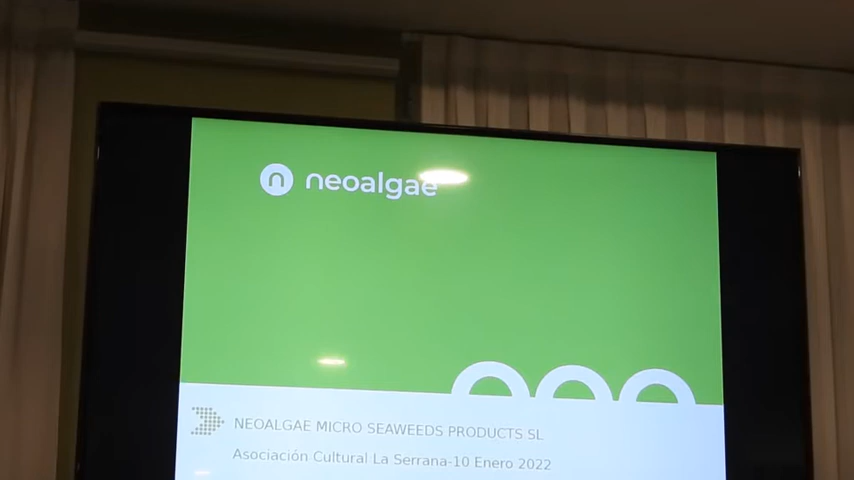 neoalgae
NEOALGAE MICRO SEAWEEDS PRODUCTS SL
Asociación Cultural La Serrana-10 Enero 2022